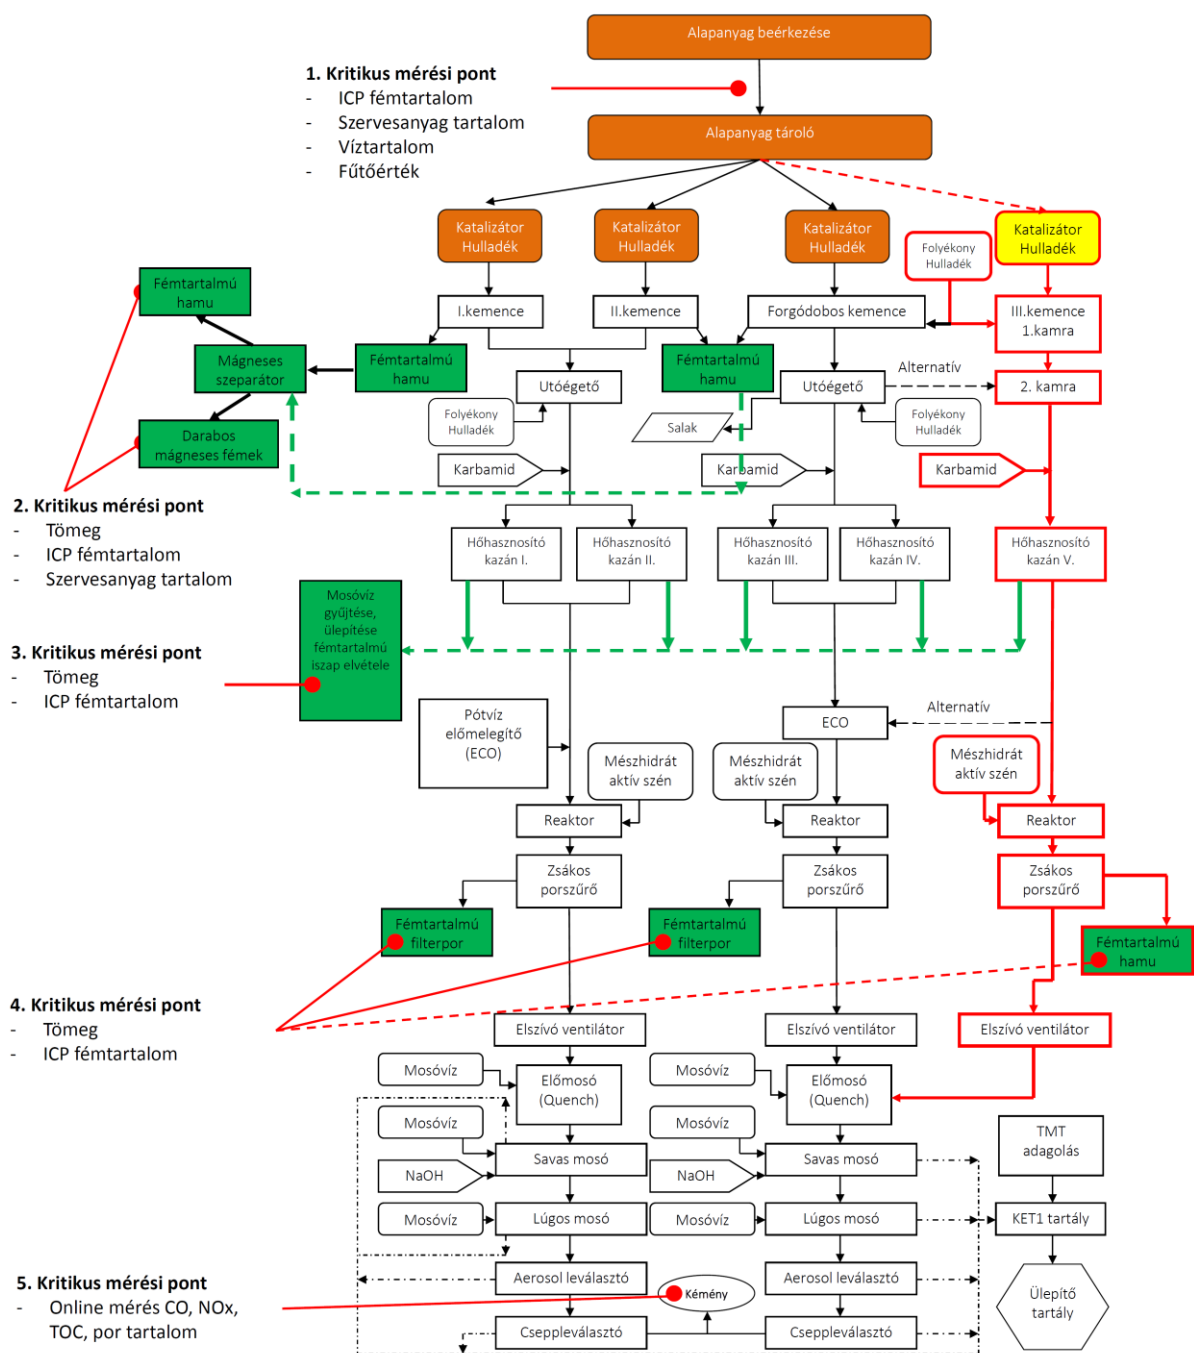 Alapanyag beérkezése
1. Kritikus mérési pont
- ICP fémtartalom
- Szervesanyag tartalom
- Víztartalom
- Fűtőérték
Alapanyag tároló
Katalizátor
Hulladék
Katalizátor
Hulladék
Katalizátor
Hulladék
Folyékony
Hulladék
Katalizátor
Hulladék
Fémtartalmú
hamu
I.kemence
II.kemence
Forgódobos kemence
III.kemence
1.kamra
Mágneses
szeparátor
Fémtartalmú
hamu
Fémtartalmú
hamu
Utóégető
Utóégető
Alternatív
2. kamra
Darabos
mágneses fémek
Folyékony
Hulladék
Salak
Folyékony
Hulladék
Karbamid
Karbamid
Karbamid
2. Kritikus mérési pont
- Tömeg
- ICP fémtartalom
- Szervesanyag tartalom
Hőhasznosító
kazán I.
Hőhasznosító
kazán II.
Hőhasznosító
kazán III.
Hőhasznosító
kazán IV.
Hőhasznosító
kazán V.
Mosóvíz
gyűjtése,
ülepítése
fémtartalmú
iszap elvétele
3. Kritikus mérési pont
- Tömeg
- ICP fémtartalom
Pótvíz
előmelegítő
(ECO)
ECO
Alternatív
Mészhidrát
aktív szén
Mészhidrát
aktív szén
Mészhidrát
aktív szén
Reaktor
Reaktor
Reaktor
Zsákos
porszűrő
Zsákos
porszűrő
Zsákos
porszűrő
Fémtartalmú
filterpor
Fémtartalmú
filterpor
Fémtartalmú
hamu
4. Kritikus mérési pont
- Tömeg
- ICP fémtartalom
Elszívó ventilátor
Elszívó ventilátor
Elszívó ventilátor
Mosóvíz
Előmosó
(Quench)
Mosóvíz
Előmosó
(Quench)
Mosóvíz
Savas mosó
Mosóvíz
Savas mosó
TMT
adagolás
NaOH
NaOH
Mosóvíz
Lúgos mosó
Mosóvíz
Lúgos mosó
KET1 tartály
5. Kritikus mérési pont
- Online mérés CO, NOx,
TOC, por tartalom
Aerosol leválasztó
Kémény
Aerosol leválasztó
Ülepítő
tartály
Cseppleválasztó
Cseppleválasztó